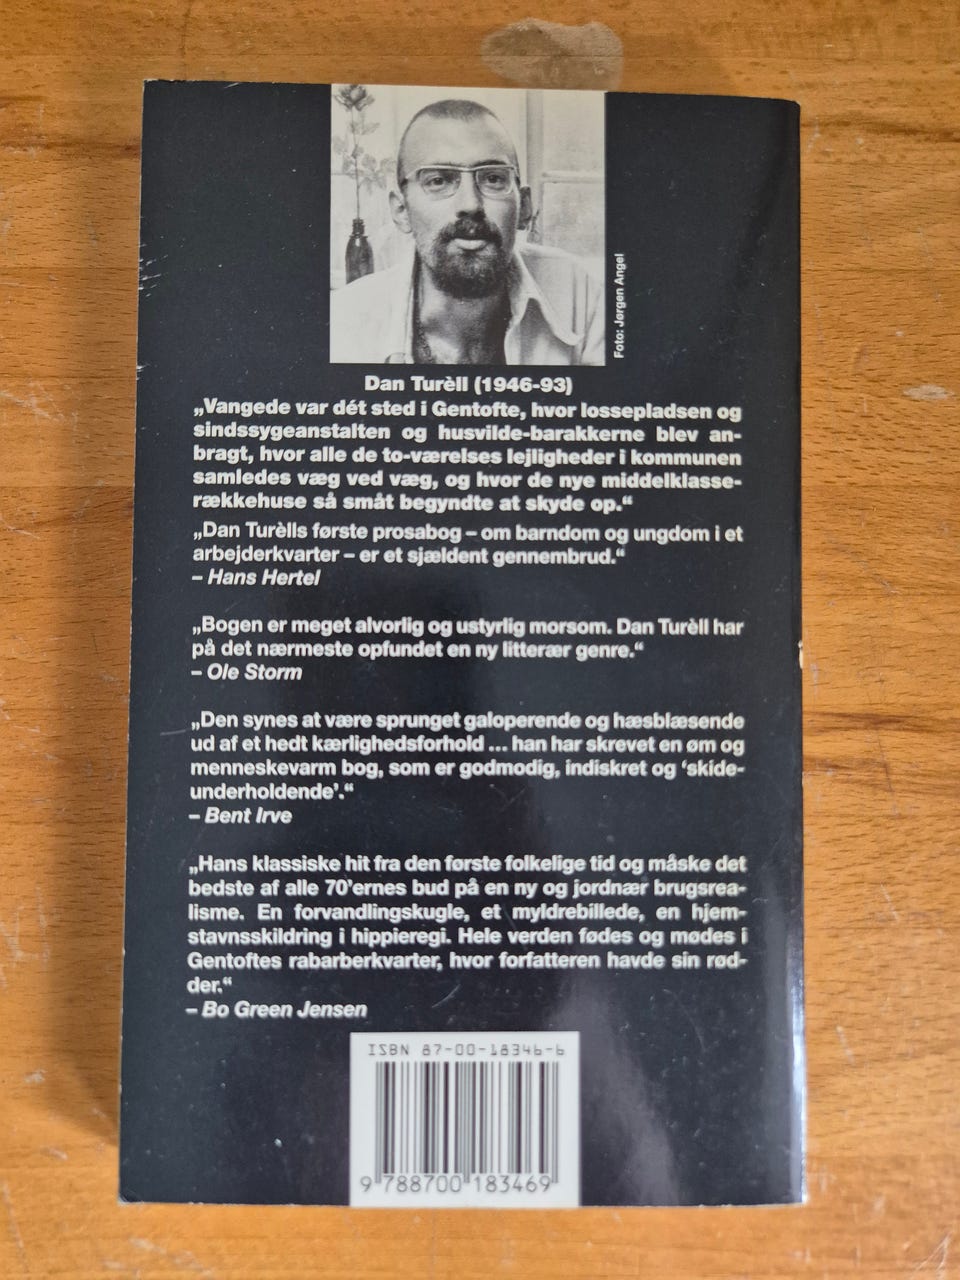 Foto: Jørgen Angel
Dan Turèll (1946-93)
„Vangede var dét sted i Gentofte, hvor lossepladsen og
sindssygeanstalten og husvilde-barakkerne blev an-
bragt, hvor alle de to-værelses lejligheder i kommunen
samledes væg ved væg, og hvor de nye middelklasse-
rækkehuse så småt begyndte at skyde op.“
„Dan Turèlls første prosabog – om barndom og ungdom i et
arbejderkvarter – er et sjældent gennembrud.“
– Hans Hertel
„Bogen er meget alvorlig og ustyrlig morsom. Dan Turèll har
på det nærmeste opfundet en ny litterær genre.“
– Ole Storm
„Den synes at være sprunget galoperende og hæsblæsende
ud af et hedt kærlighedsforhold ... han har skrevet en øm og
menneskevarm bog, som er godmodig, indiskret og ‘skide-
underholdende’.“
– Bent Irve
„Hans klassiske hit fra den første folkelige tid og måske det
bedste af alle 70’ernes bud på en ny og jordnær brugsrea-
lisme. En forvandlingskugle, et myldrebillede, en hjem-
stavnsskildring i hippieregi. Hele verden fødes og mødes i
Gentoftes rabarberkvarter, hvor forfatteren havde sin rød-
der.“
– Bo Green Jensen
ISBN 87-00-18346-6
9 788700 183469